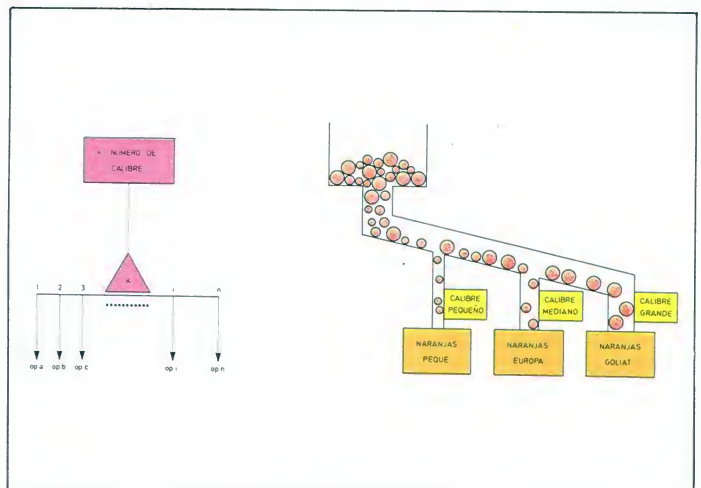 K NUMERO DE
CALIBRE
K
1 2 3 i n
op a op b op c op i op n
CALIBRE
PEQUEÑO
CALIBRE
MEDIANO
CALIBRE
GRANDE
NARANJAS
PEQUE
NARANJAS
EUROPA
NARANJAS
GOLIAT